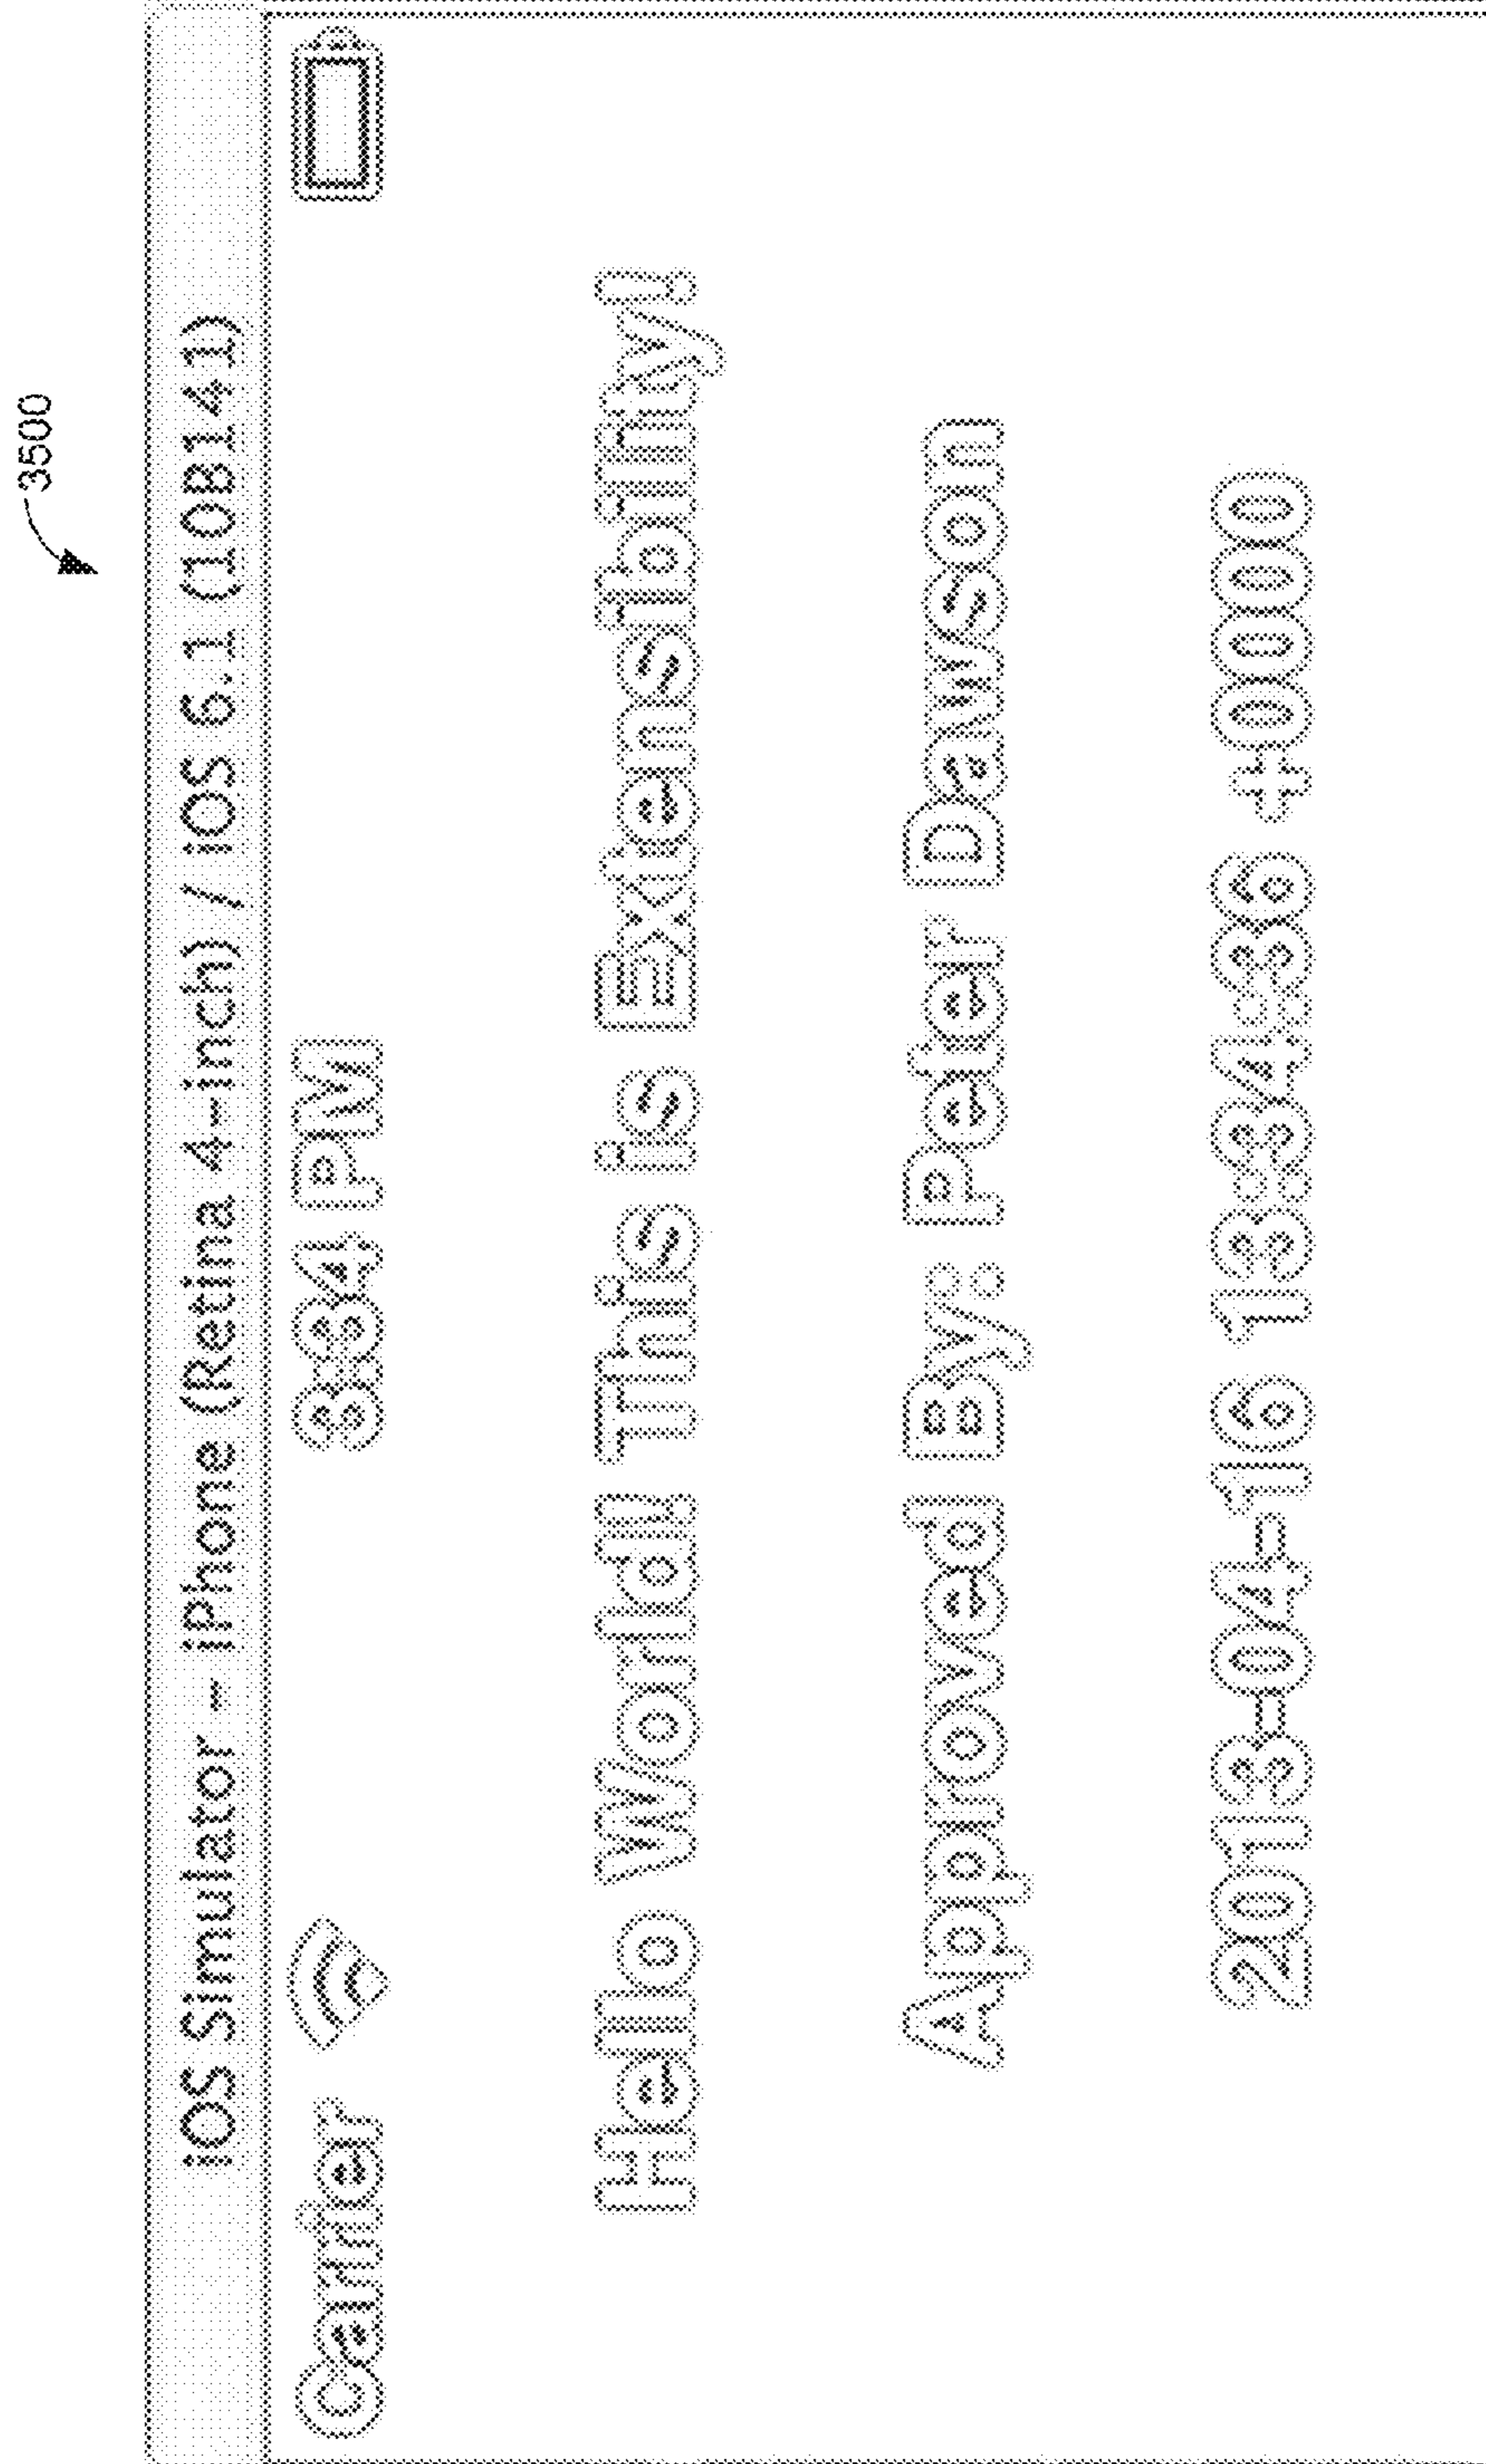 3500
iOS Simulator – iPhone (Retina 4-inch) / iOS 6.1 (10B141)
Carrier 3:34 PM
Hello World! This is Extensibility!
Approved By: Peter Dawson
2013-04-16 13:34:36 +0000